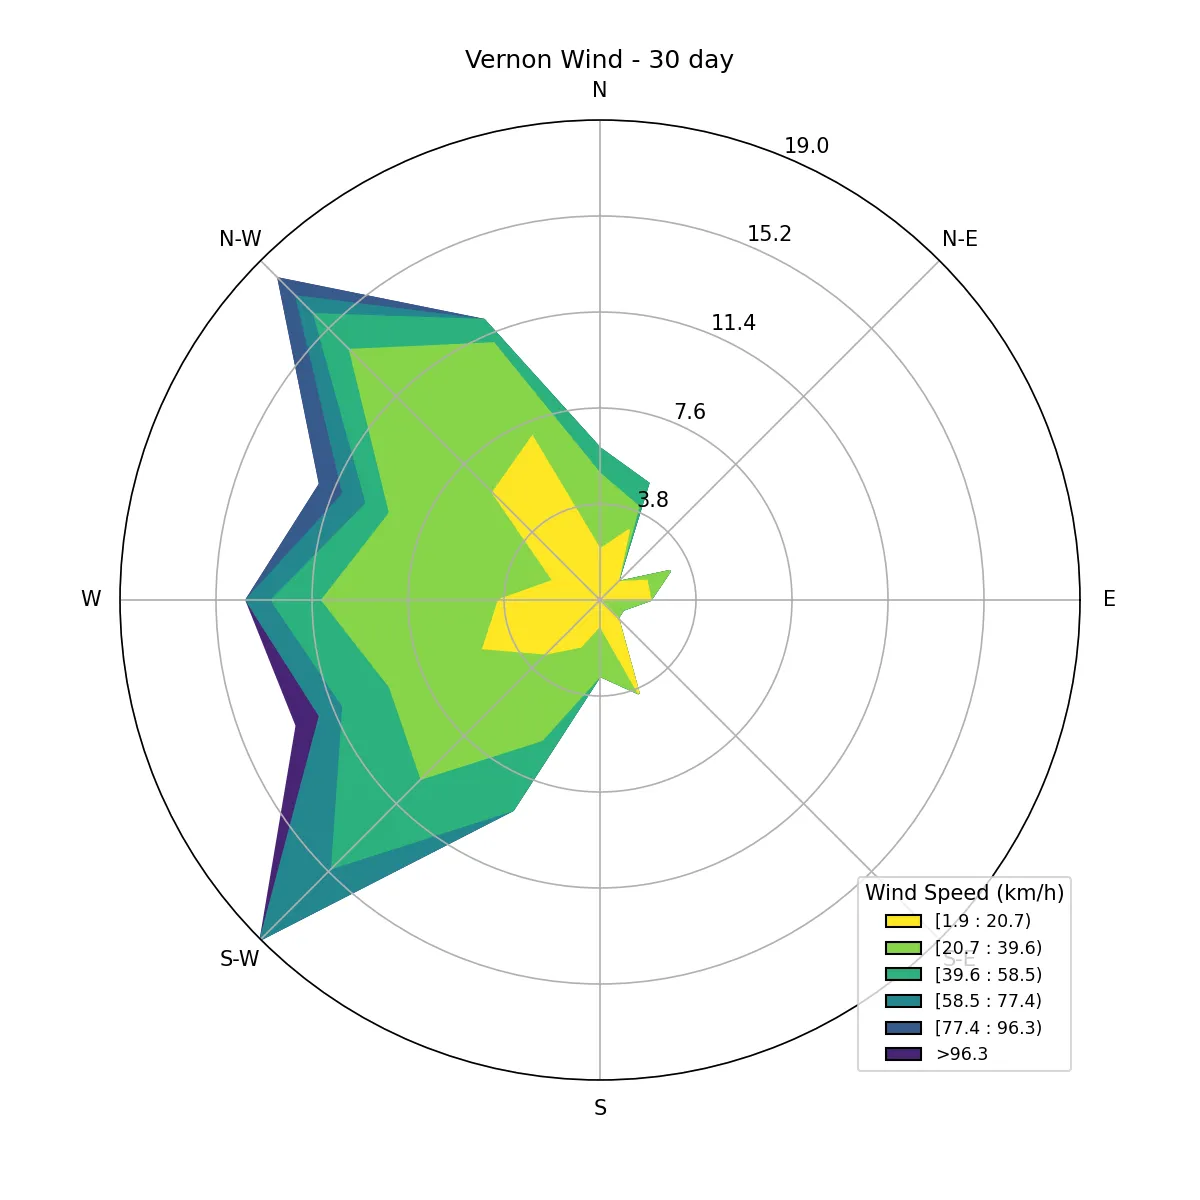 Vernon Wind - 30 day
N
19.0
15.2
N-W
N-E
11.4
7.6
3.8
W
E
Wind Speed (km/h)
[1.9 : 20.7)
[20.7 : 39.6)
S-W
S-E
[39.6 : 58.5)
[58.5 : 77.4)
[77.4 : 96.3)
>96.3
S